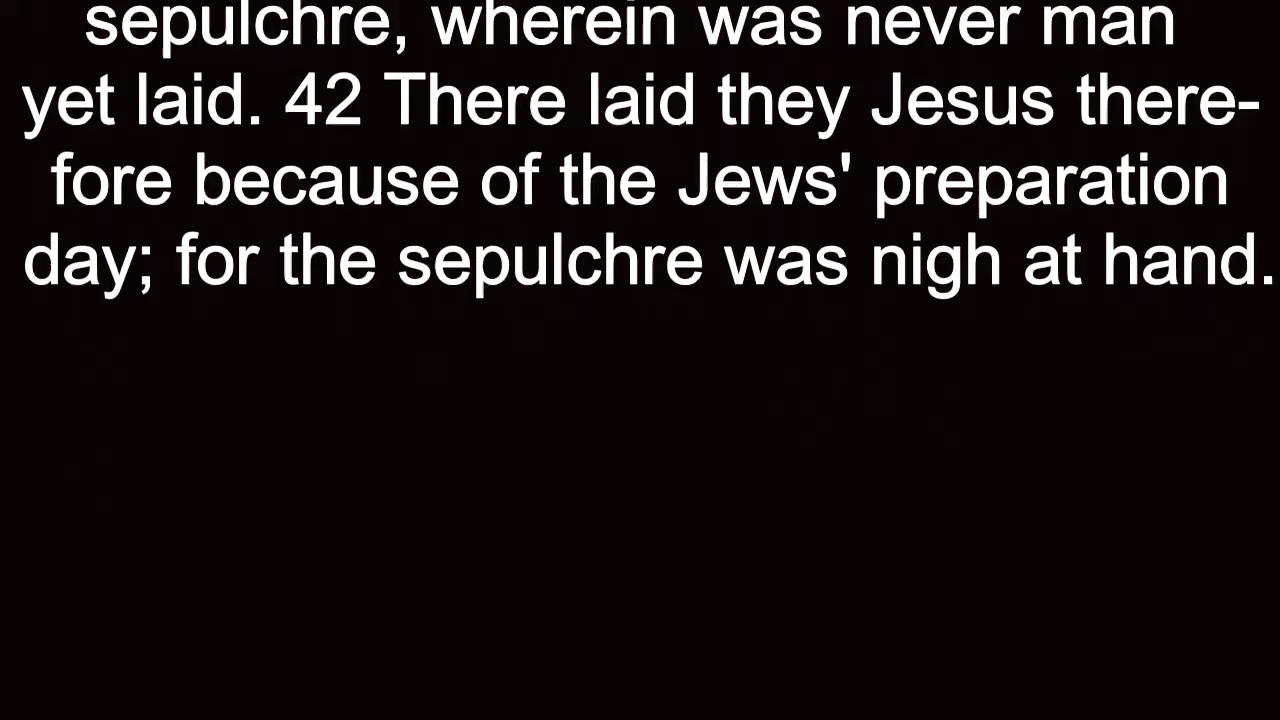 sepulchre, wherein was never man
yet laid. 42 There laid they Jesus there-
fore because of the Jews' preparation
day; for the sepulchre was nigh at hand.